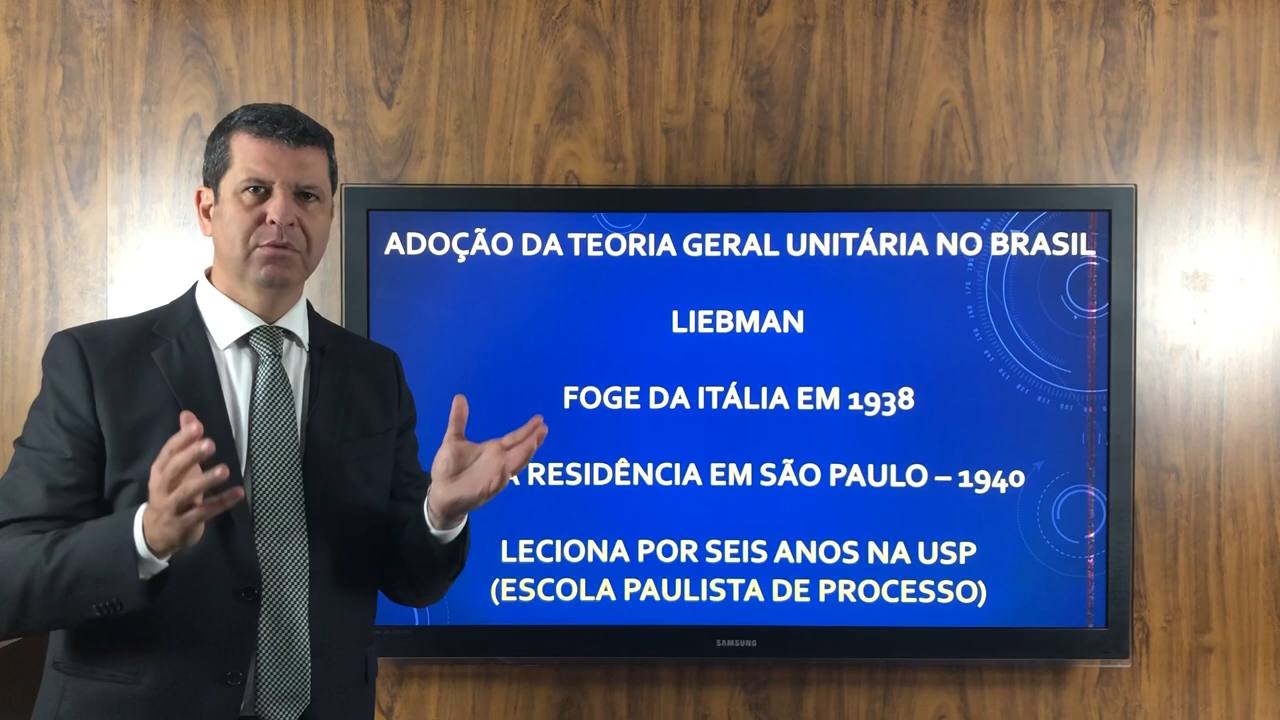 ADOÇÃO DA TEORIA GERAL UNITÁRIA NO BRASIL
LIEBMAN
FOGE DA ITÁLIA EM 1938
RESIDÊNCIA EM SÃO PAULO – 1940
LECIONA POR SEIS ANOS NA USP
(ESCOLA PAULISTA DE PROCESSO)
SAMSUNG